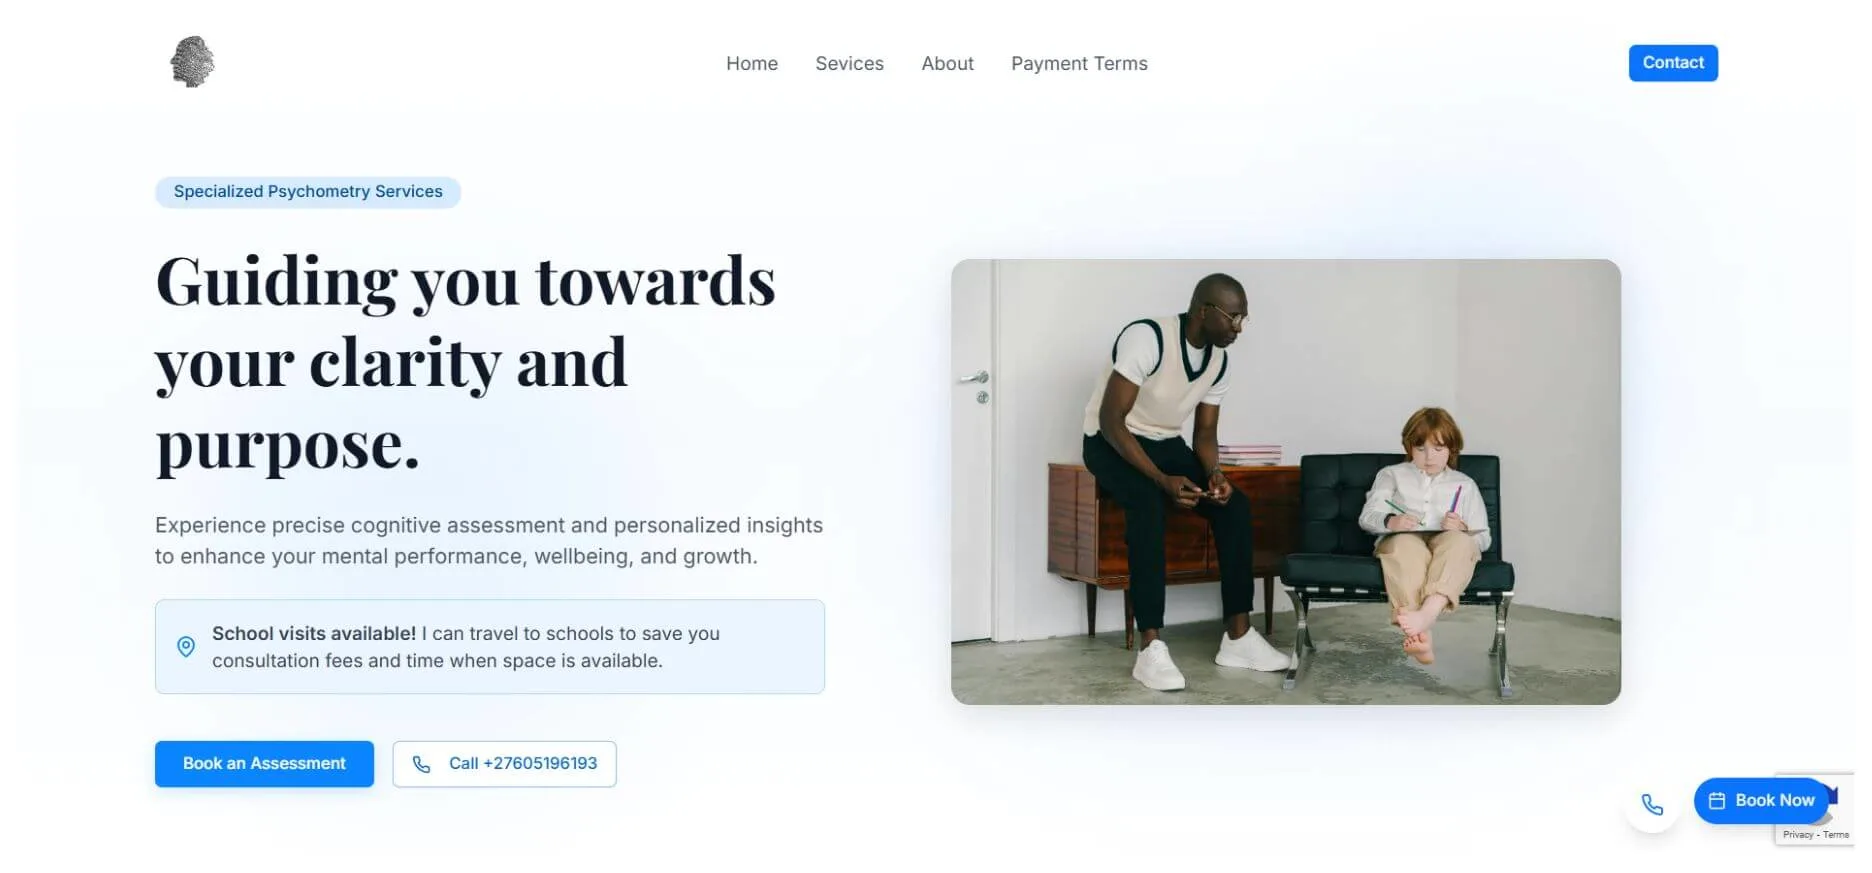 Home
Sevices
About
Payment Terms
Contact
Specialized Psychometry Services
Guiding you towards
your clarity and
purpose.
Experience precise cognitive assessment and personalized insights
to enhance your mental performance, wellbeing, and growth.
School visits available! I can travel to schools to save you
consultation fees and time when space is available.
Book an Assessment
Call +27605196193
Book Now
Privacy - Terms